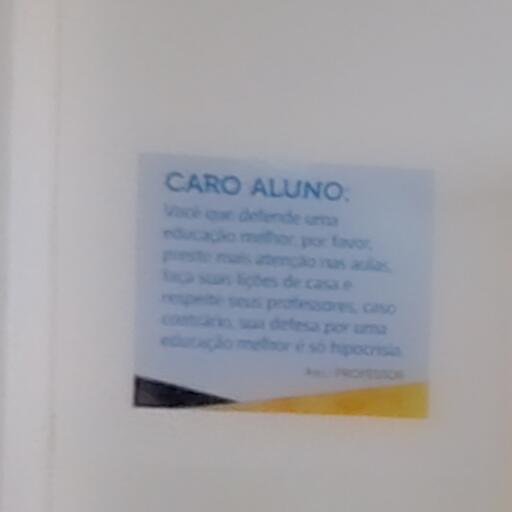 CARO ALUNO:
Você que defende uma
educação melhor, por favor,
preste mais atenção nas aulas,
faça suas lições de casa e
respeite seus professores, caso
contrário, sua defesa por uma
educação melhor é só hipocrisia.
PROFESSOR